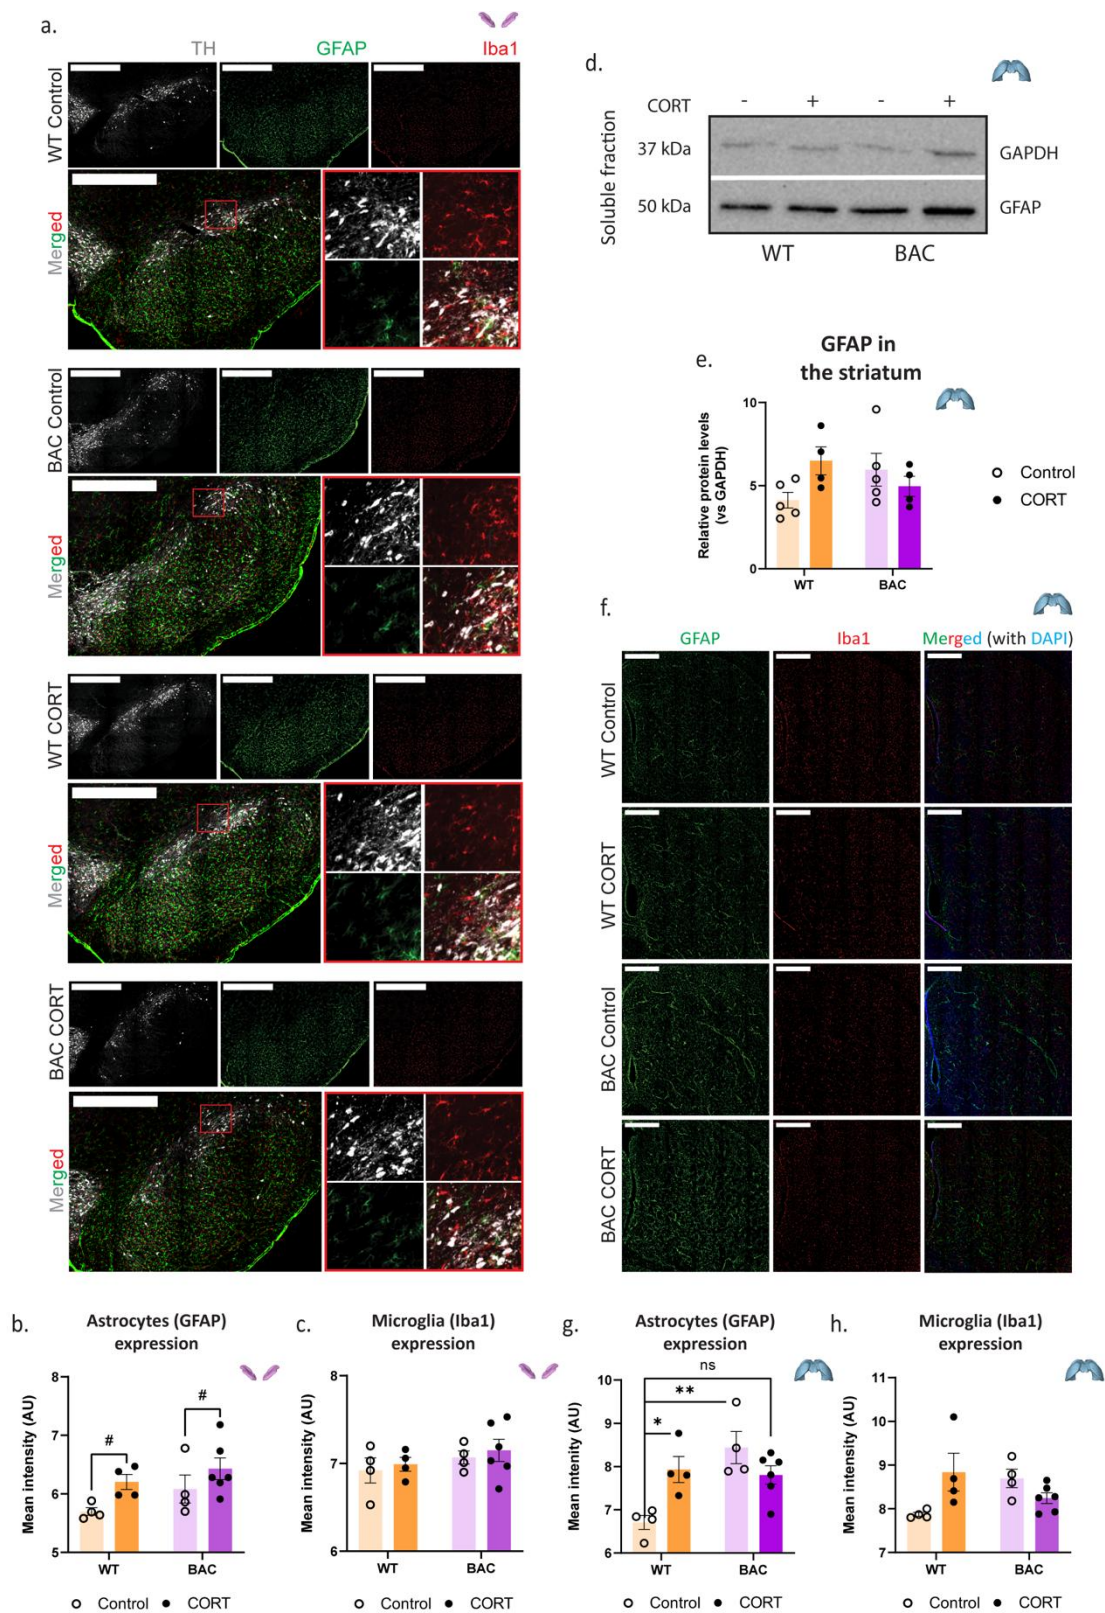 a.
TH GFAP Iba1
WT Control
Merged
BAC Control
Merged
WT CORT
Merged
BAC CORT
Merged
b.
Astrocytes (GFAP)
expression
Mean intensity (AU)
7
6
5
#
#
WT BAC
Control CORT
c.
Microglia (Iba1)
expression
Mean intensity (AU)
8
7
6
WT BAC
Control CORT
d.
CORT - + - +
Soluble fraction
37 kDa GAPDH
50 kDa GFAP
WT BAC
e.
GFAP in
the striatum
Relative protein levels
(vs GAPDH)
10
5
0
WT BAC
Control
CORT
f.
GFAP Iba1 Merged (with DAPI)
WT Control
WT CORT
BAC Control
BAC CORT
g.
Astrocytes (GFAP)
expression
Mean intensity (AU)
10
9
8
7
6
ns
**
*
WT BAC
Control CORT
h.
Microglia (Iba1)
expression
Mean intensity (AU)
11
10
9
8
7
WT BAC
Control CORT